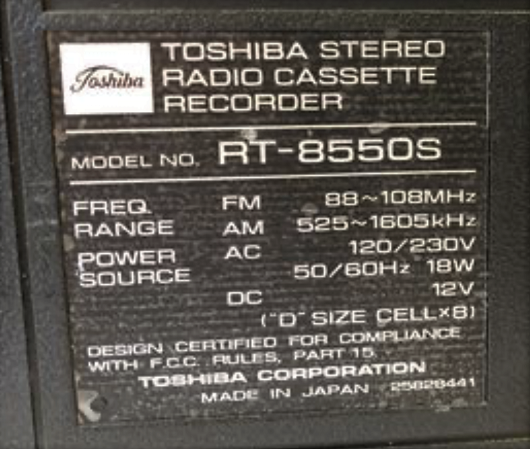 Toshiba
TOSHIBA STEREO
RADIO CASSETTE
RECORDER
MODEL NO. RT-8550S
FREQ. RANGE FM 88~108MHz
AM 525~1605kHz
POWER SOURCE AC 120/230V
50/60Hz 18W
DC 12V
("D" SIZE CELL×8)
DESIGN CERTIFIED FOR COMPLIANCE
WITH F.C.C. RULES, PART 15.
TOSHIBA CORPORATION
MADE IN JAPAN 25828441